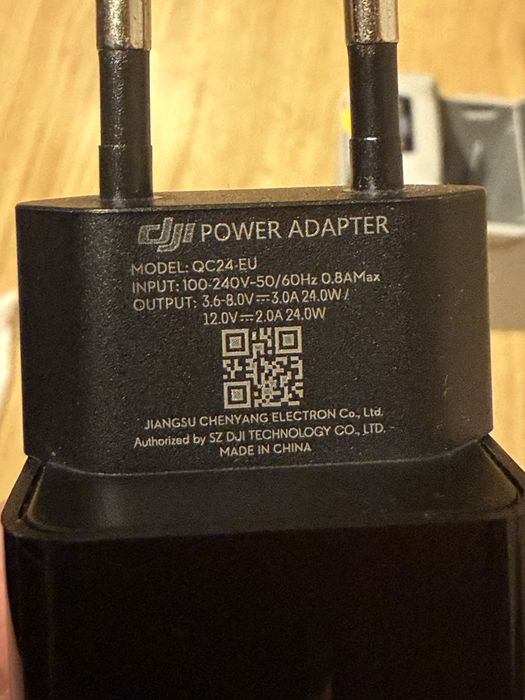 dji POWER ADAPTER
MODEL: QC24-EU
INPUT: 100-240V~50/60Hz 0.8AMax
OUTPUT: 3.6-8.0V⎓3.0A 24.0W/
12.0V⎓2.0A 24.0W
JIANGSU CHENYANG ELECTRON Co., Ltd.
Authorized by SZ DJI TECHNOLOGY CO., LTD.
MADE IN CHINA